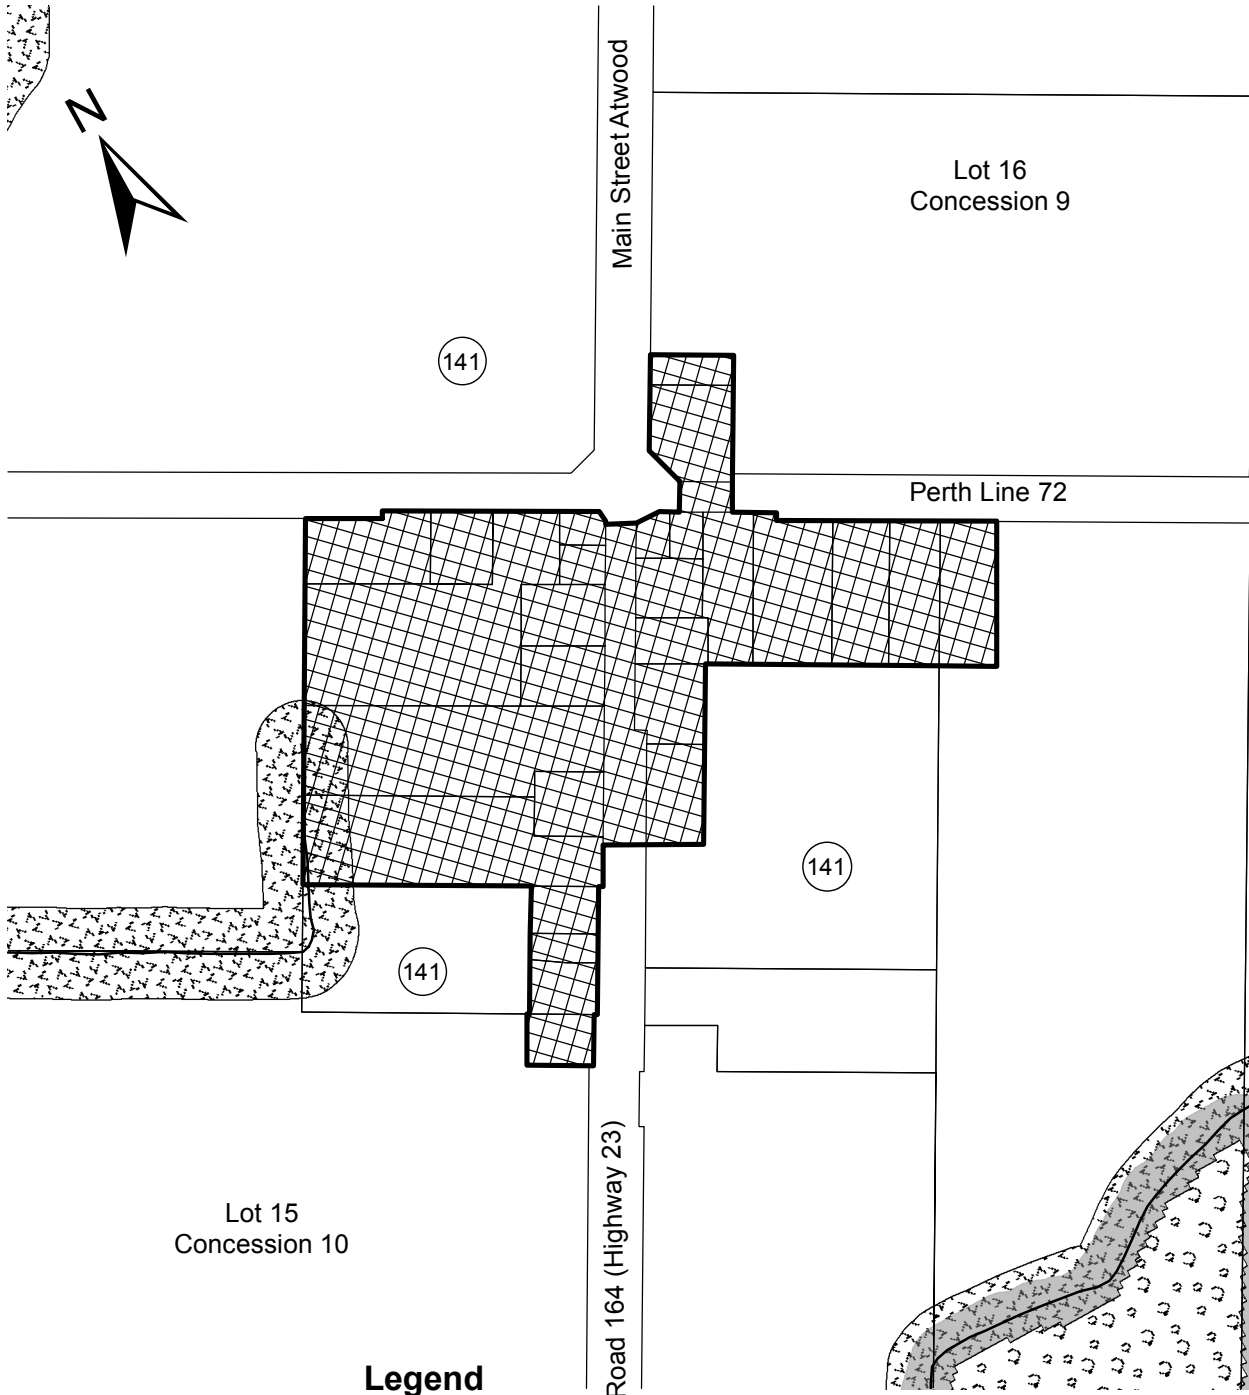 N
Main Street Atwood
Lot 16
Concession 9
141
Perth Line 72
141
141
Lot 15
Concession 10
Road 164 (Highway 23)
Legend